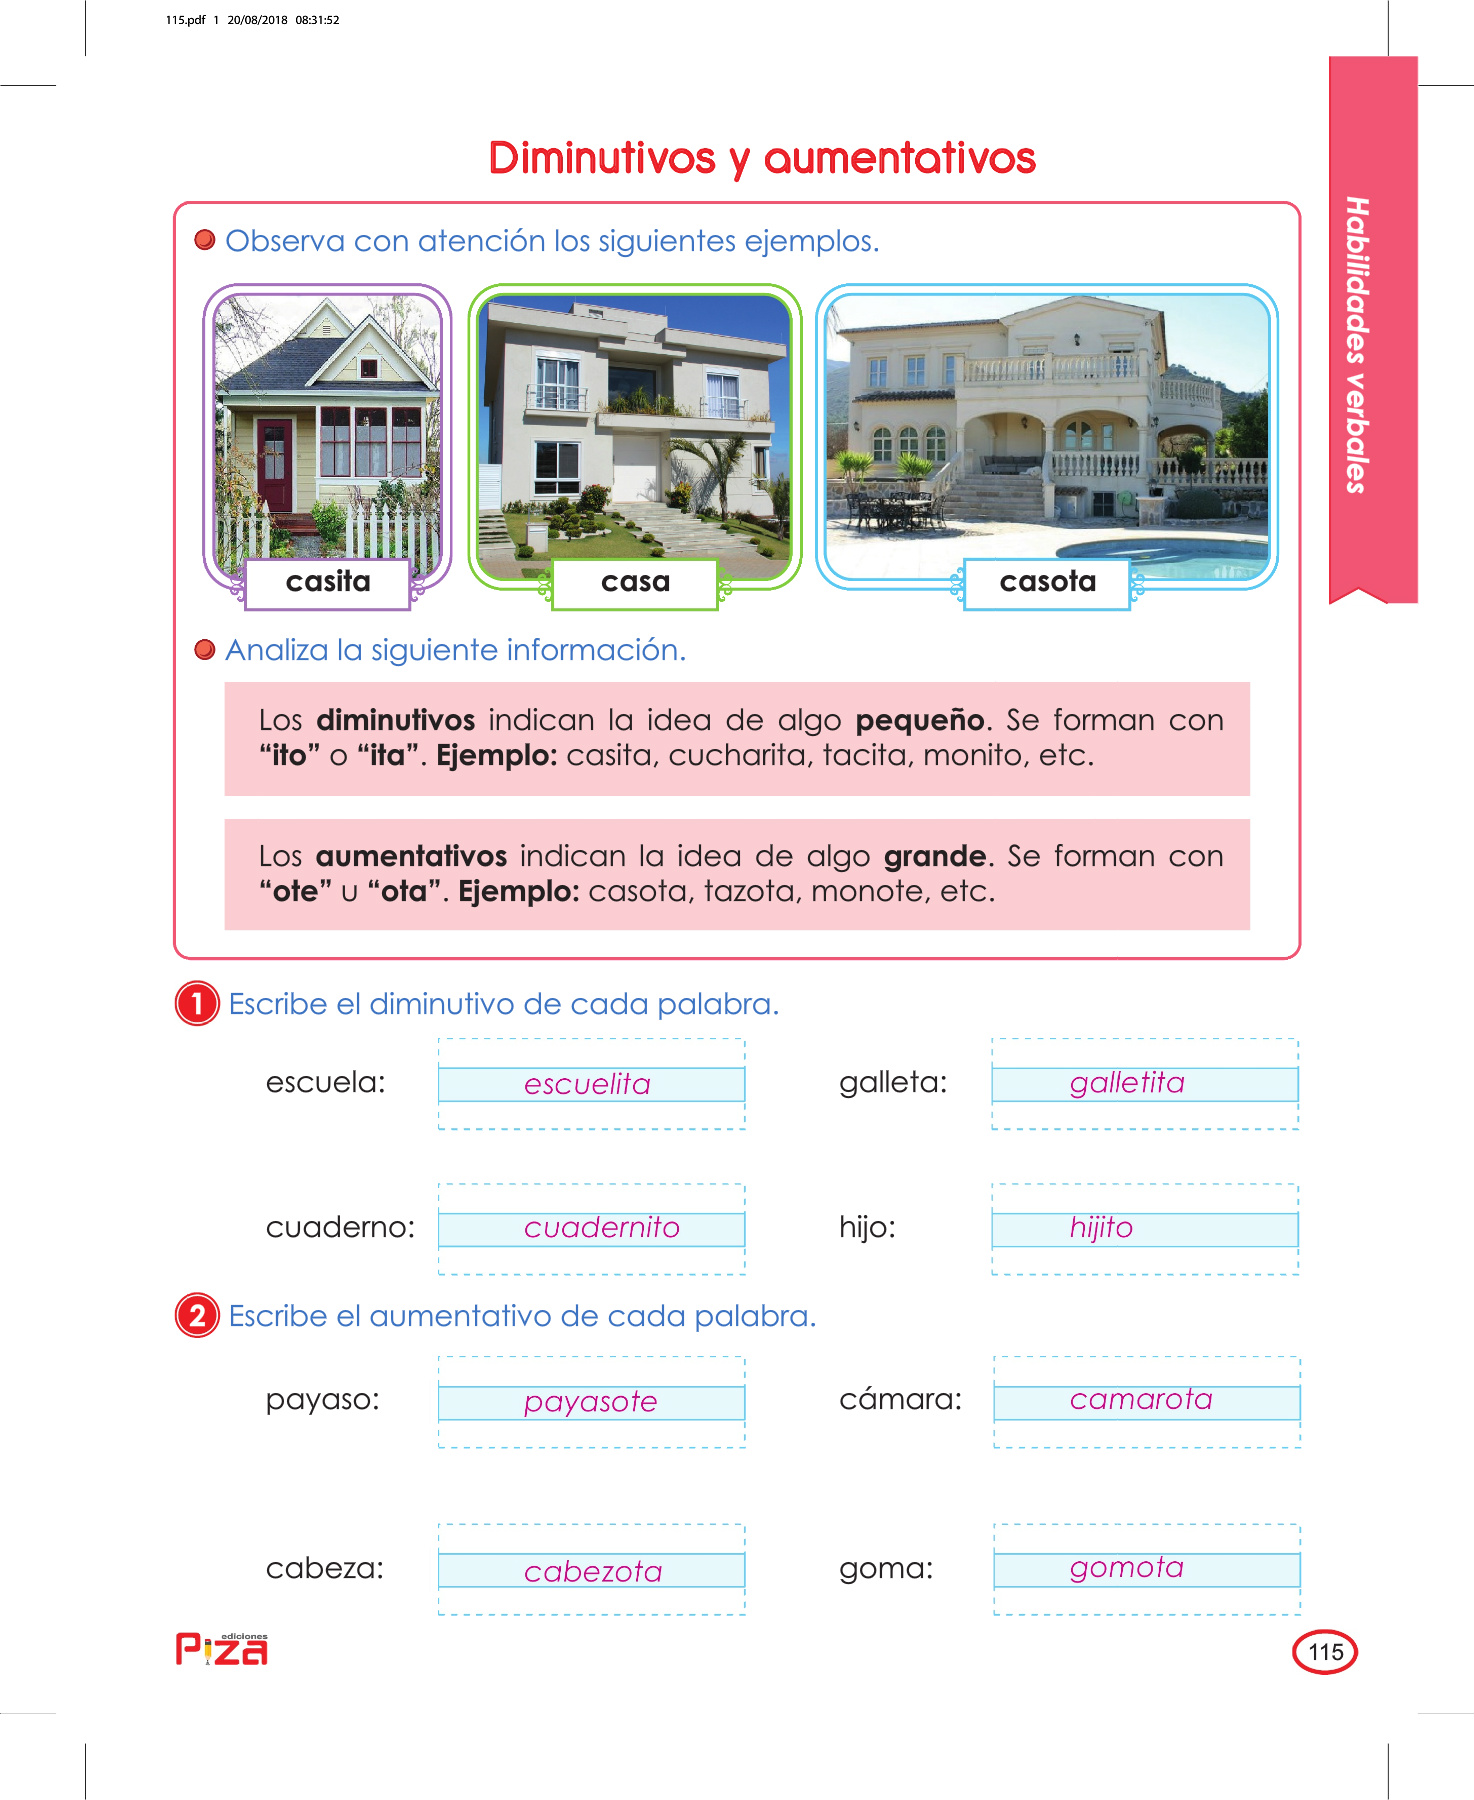 115.pdf 1 20/08/2018 08:31:52
Diminutivos y aumentativos
Habilidades verbales
Observa con atención los siguientes ejemplos.
casita
casa
casota
Analiza la siguiente información.
Los diminutivos indican la idea de algo pequeño. Se forman con
“ito” o “ita”. Ejemplo: casita, cucharita, tacita, monito, etc.
Los aumentativos indican la idea de algo grande. Se forman con
“ote” u “ota”. Ejemplo: casota, tazota, monote, etc.
1 Escribe el diminutivo de cada palabra.
escuela: escuelita galleta: galletita
cuaderno: cuadernito hijo: hijito
2 Escribe el aumentativo de cada palabra.
payaso: payasote cámara: camarota
cabeza: cabezota goma: gomota
ediciones
Piza
115